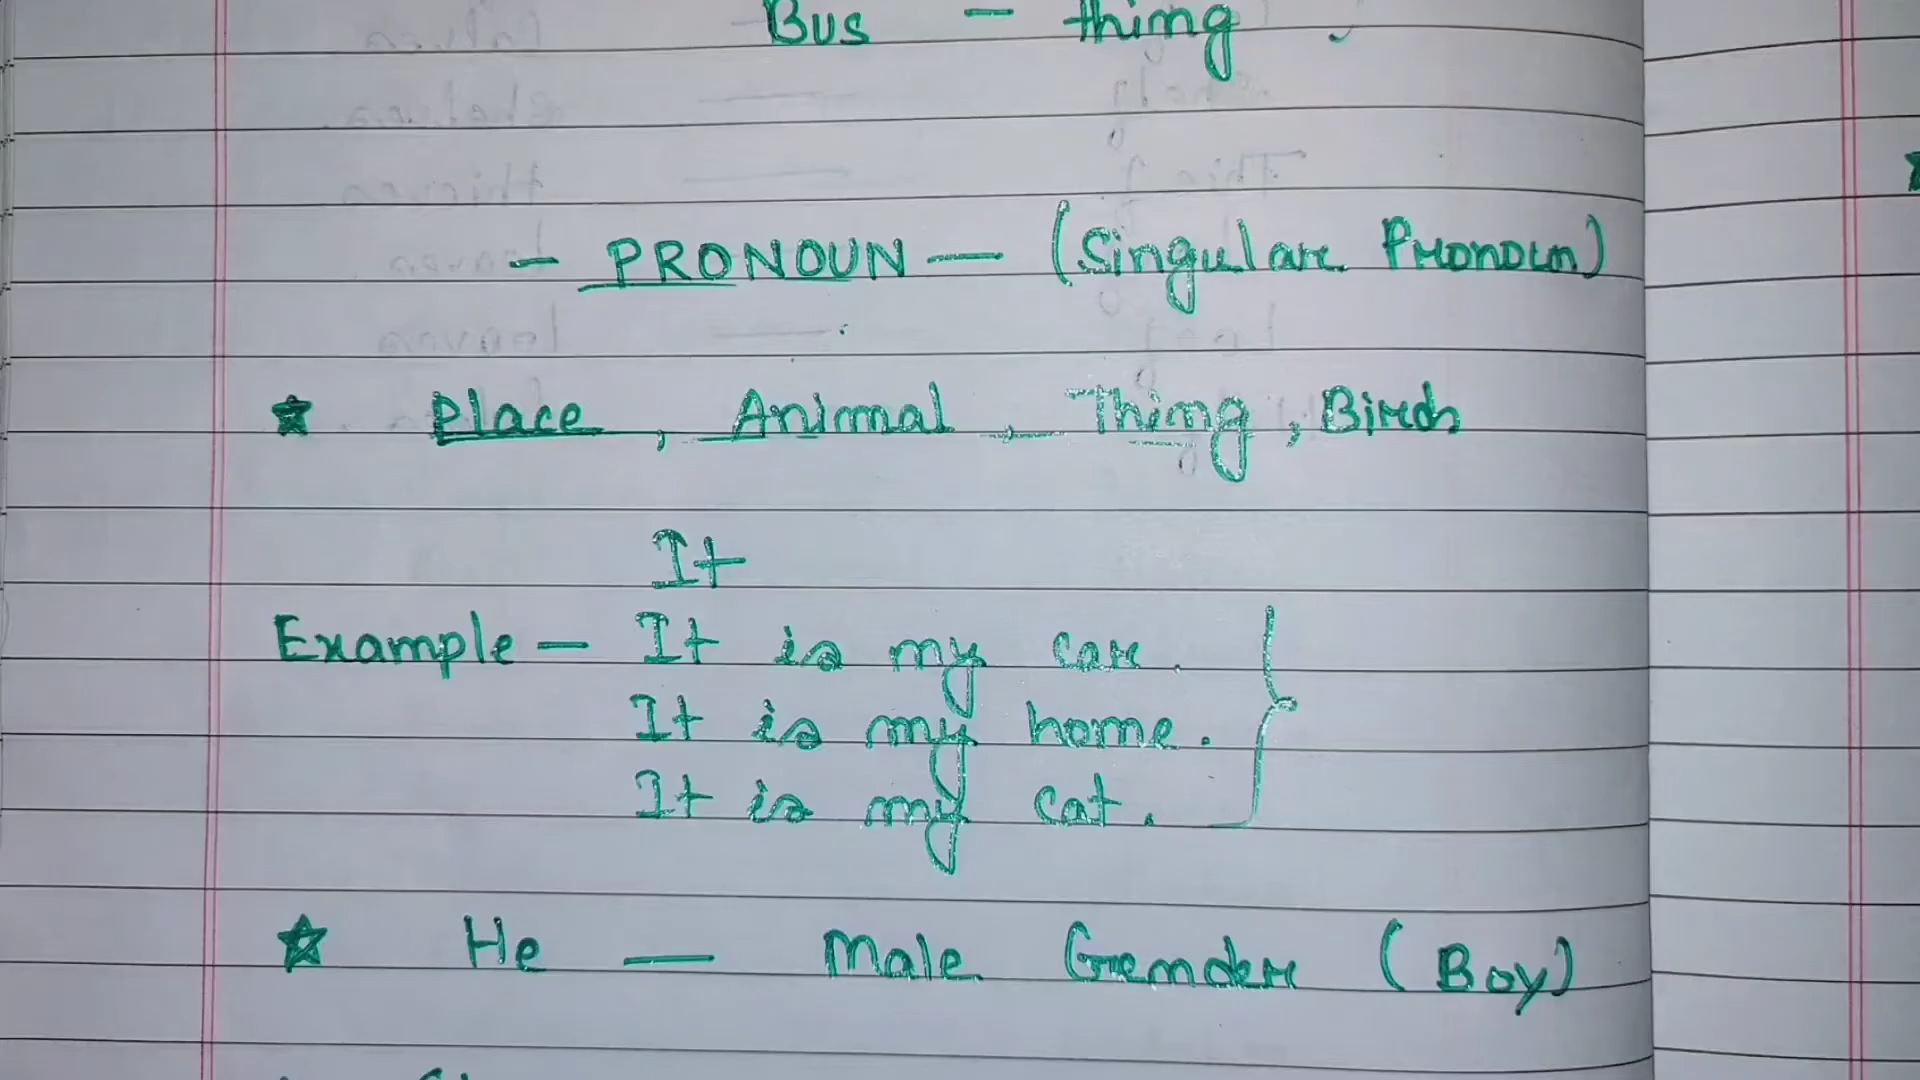 Bus - thing
- PRONOUN - (Singular Pronoun)
★ Place, Animal, Thing, Birds
It
Example - It is my car.
It is my home.
It is my cat.
★ He - Male Gender (Boy)